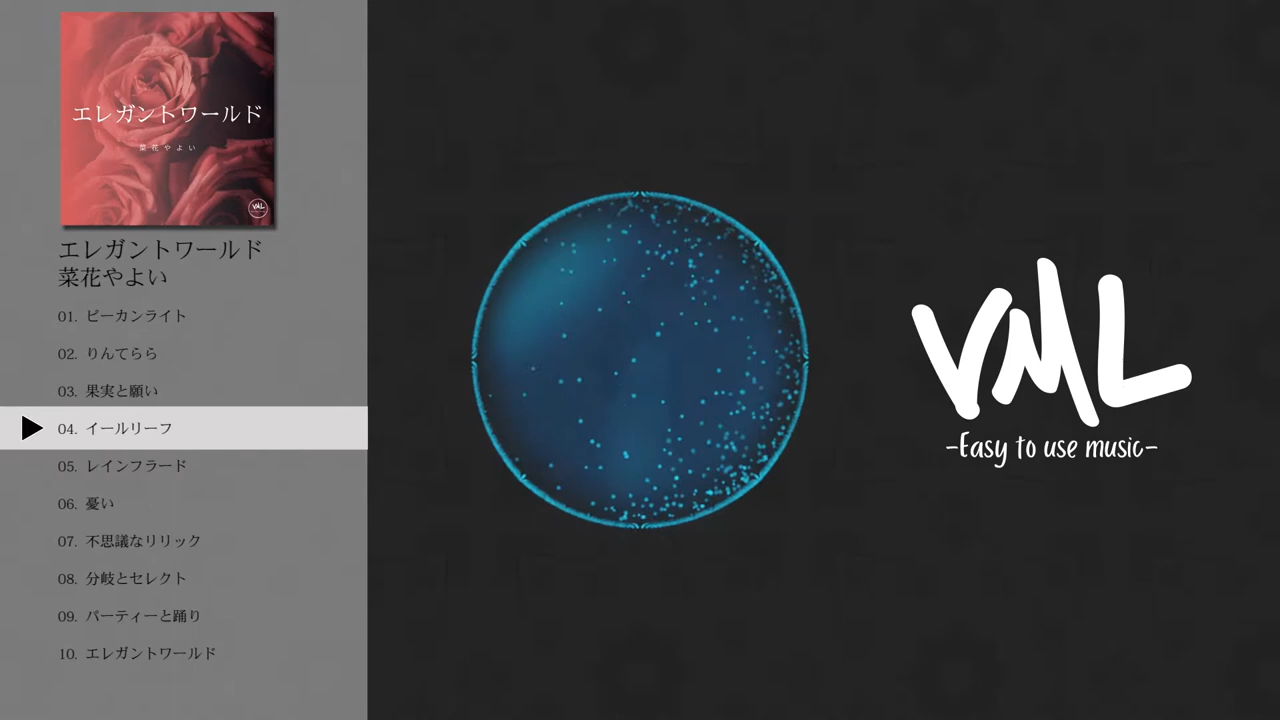 エレガントワールド
菜花やよい
VML
エレガントワールド
菜花やよい
01. ピーカンライト
02. りんてらら
03. 果実と願い
04. イールリーフ
05. レインフラード
06. 憂い
07. 不思議なリリック
08. 分岐とセレクト
09. パーティーと踊り
10. エレガントワールド
VML
-Easy to use music-